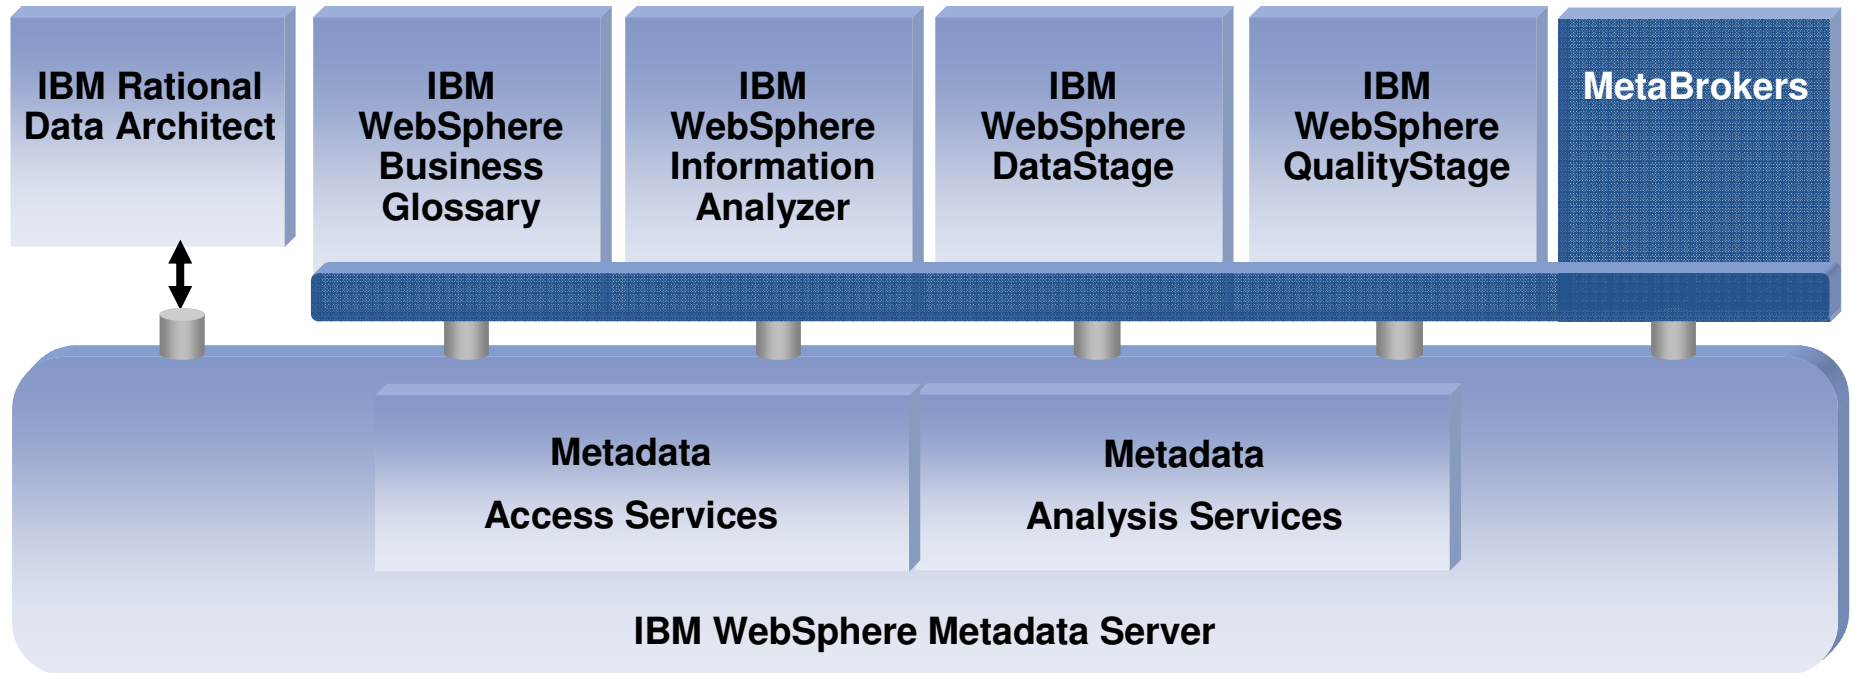 IBM Rational
Data Architect
IBM
WebSphere
Business
Glossary
IBM
WebSphere
Information
Analyzer
IBM
WebSphere
DataStage
IBM
WebSphere
QualityStage
MetaBrokers
Metadata
Access Services
Metadata
Analysis Services
IBM WebSphere Metadata Server